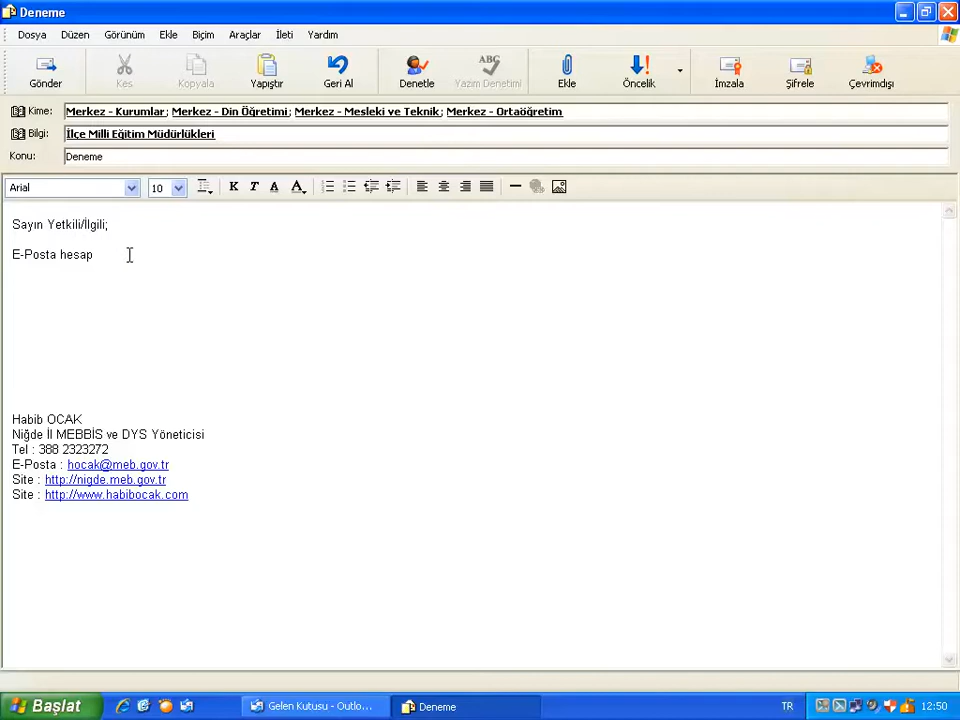 Deneme
Dosya Düzen Görünüm Ekle Biçim Araçlar İleti Yardım
Gönder Kes Kopyala Yapıştır Geri Al Denetle Yazım Denetimi Ekle Öncelik İmzala Şifrele Çevrimdışı
Kime: Merkez - Kurumlar; Merkez - Din Öğretimi; Merkez - Mesleki ve Teknik; Merkez - Ortaöğretim
Bilgi: İlçe Milli Eğitim Müdürlükleri
Konu: Deneme
Arial 10 K T A A
Sayın Yetkili/İlgili;
E-Posta hesap
Habib OCAK
Niğde İl MEBBİS ve DYS Yöneticisi
Tel : 388 2323272
E-Posta : hocak@meb.gov.tr
Site : http://nigde.meb.gov.tr
Site : http://www.habibocak.com
Başlat Gelen Kutusu - Outlo... Deneme TR 12:50